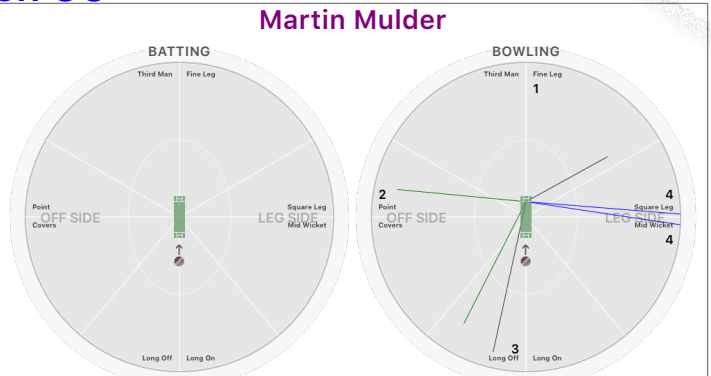 Martin Mulder
BATTING
Third Man Fine Leg
Point
OFF SIDE
Covers
Square Leg
LEG SIDE
Mid Wicket
Long Off Long On
BOWLING
Third Man Fine Leg
1
2
Point
OFF SIDE
Covers
4
Square Leg
LEG SIDE
Mid Wicket
4
3
Long Off Long On